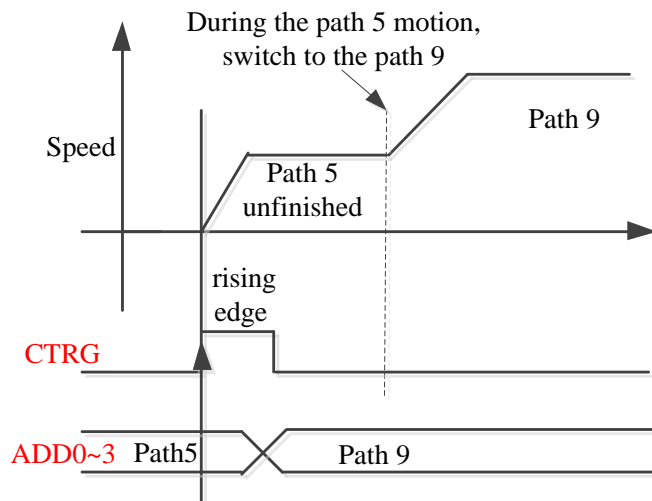 During the path 5 motion,
switch to the path 9
Speed
Path 9
Path 5
unfinished
rising
edge
CTRG
ADD0~3
Path5
Path 9